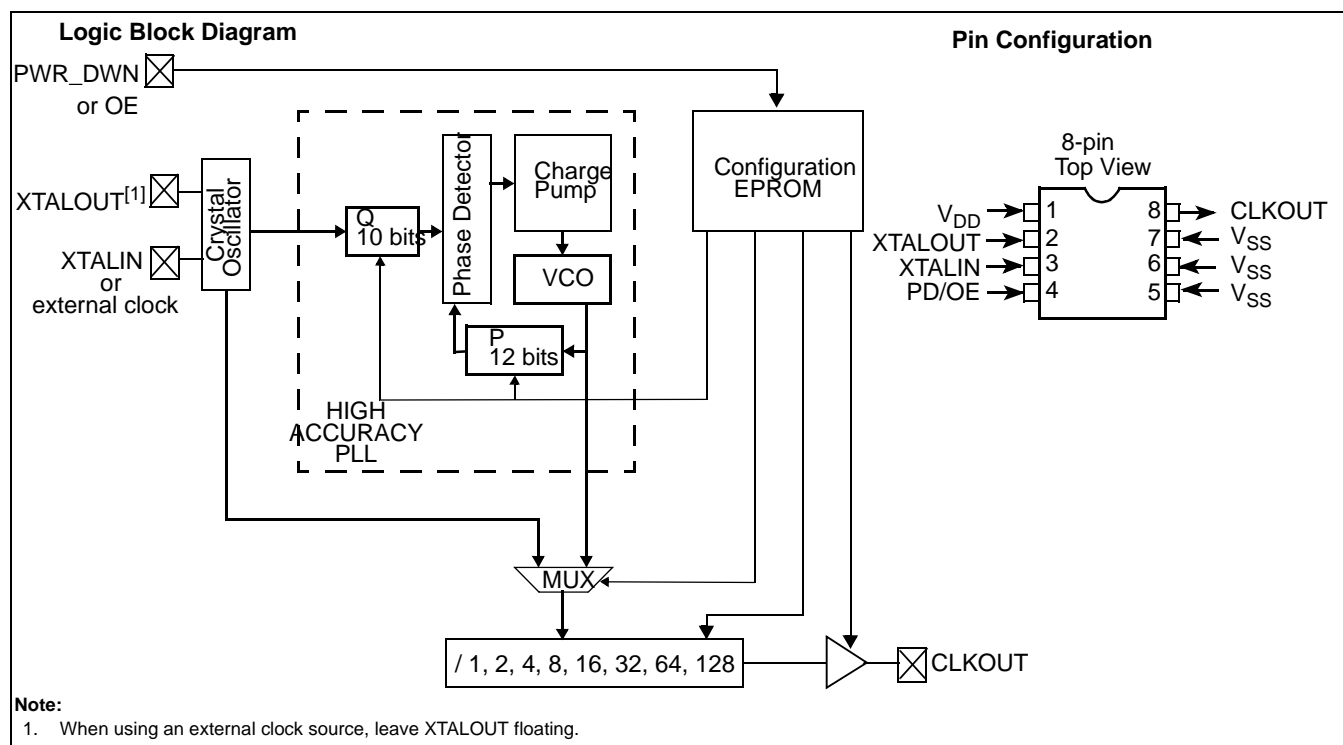 Logic Block Diagram
PWR_DWN
or OE
XTALOUT[1]
XTALIN
or
external clock
Crystal
Oscillator
Q
10 bits
Phase Detector
Charge
Pump
VCO
P
12 bits
HIGH
ACCURACY
PLL
Configuration
EPROM
MUX
/ 1, 2, 4, 8, 16, 32, 64, 128
CLKOUT
Pin Configuration
8-pin
Top View
VDD 1 8 CLKOUT
XTALOUT 2 7 VSS
XTALIN 3 6 VSS
PD/OE 4 5 VSS
Note:
1. When using an external clock source, leave XTALOUT floating.